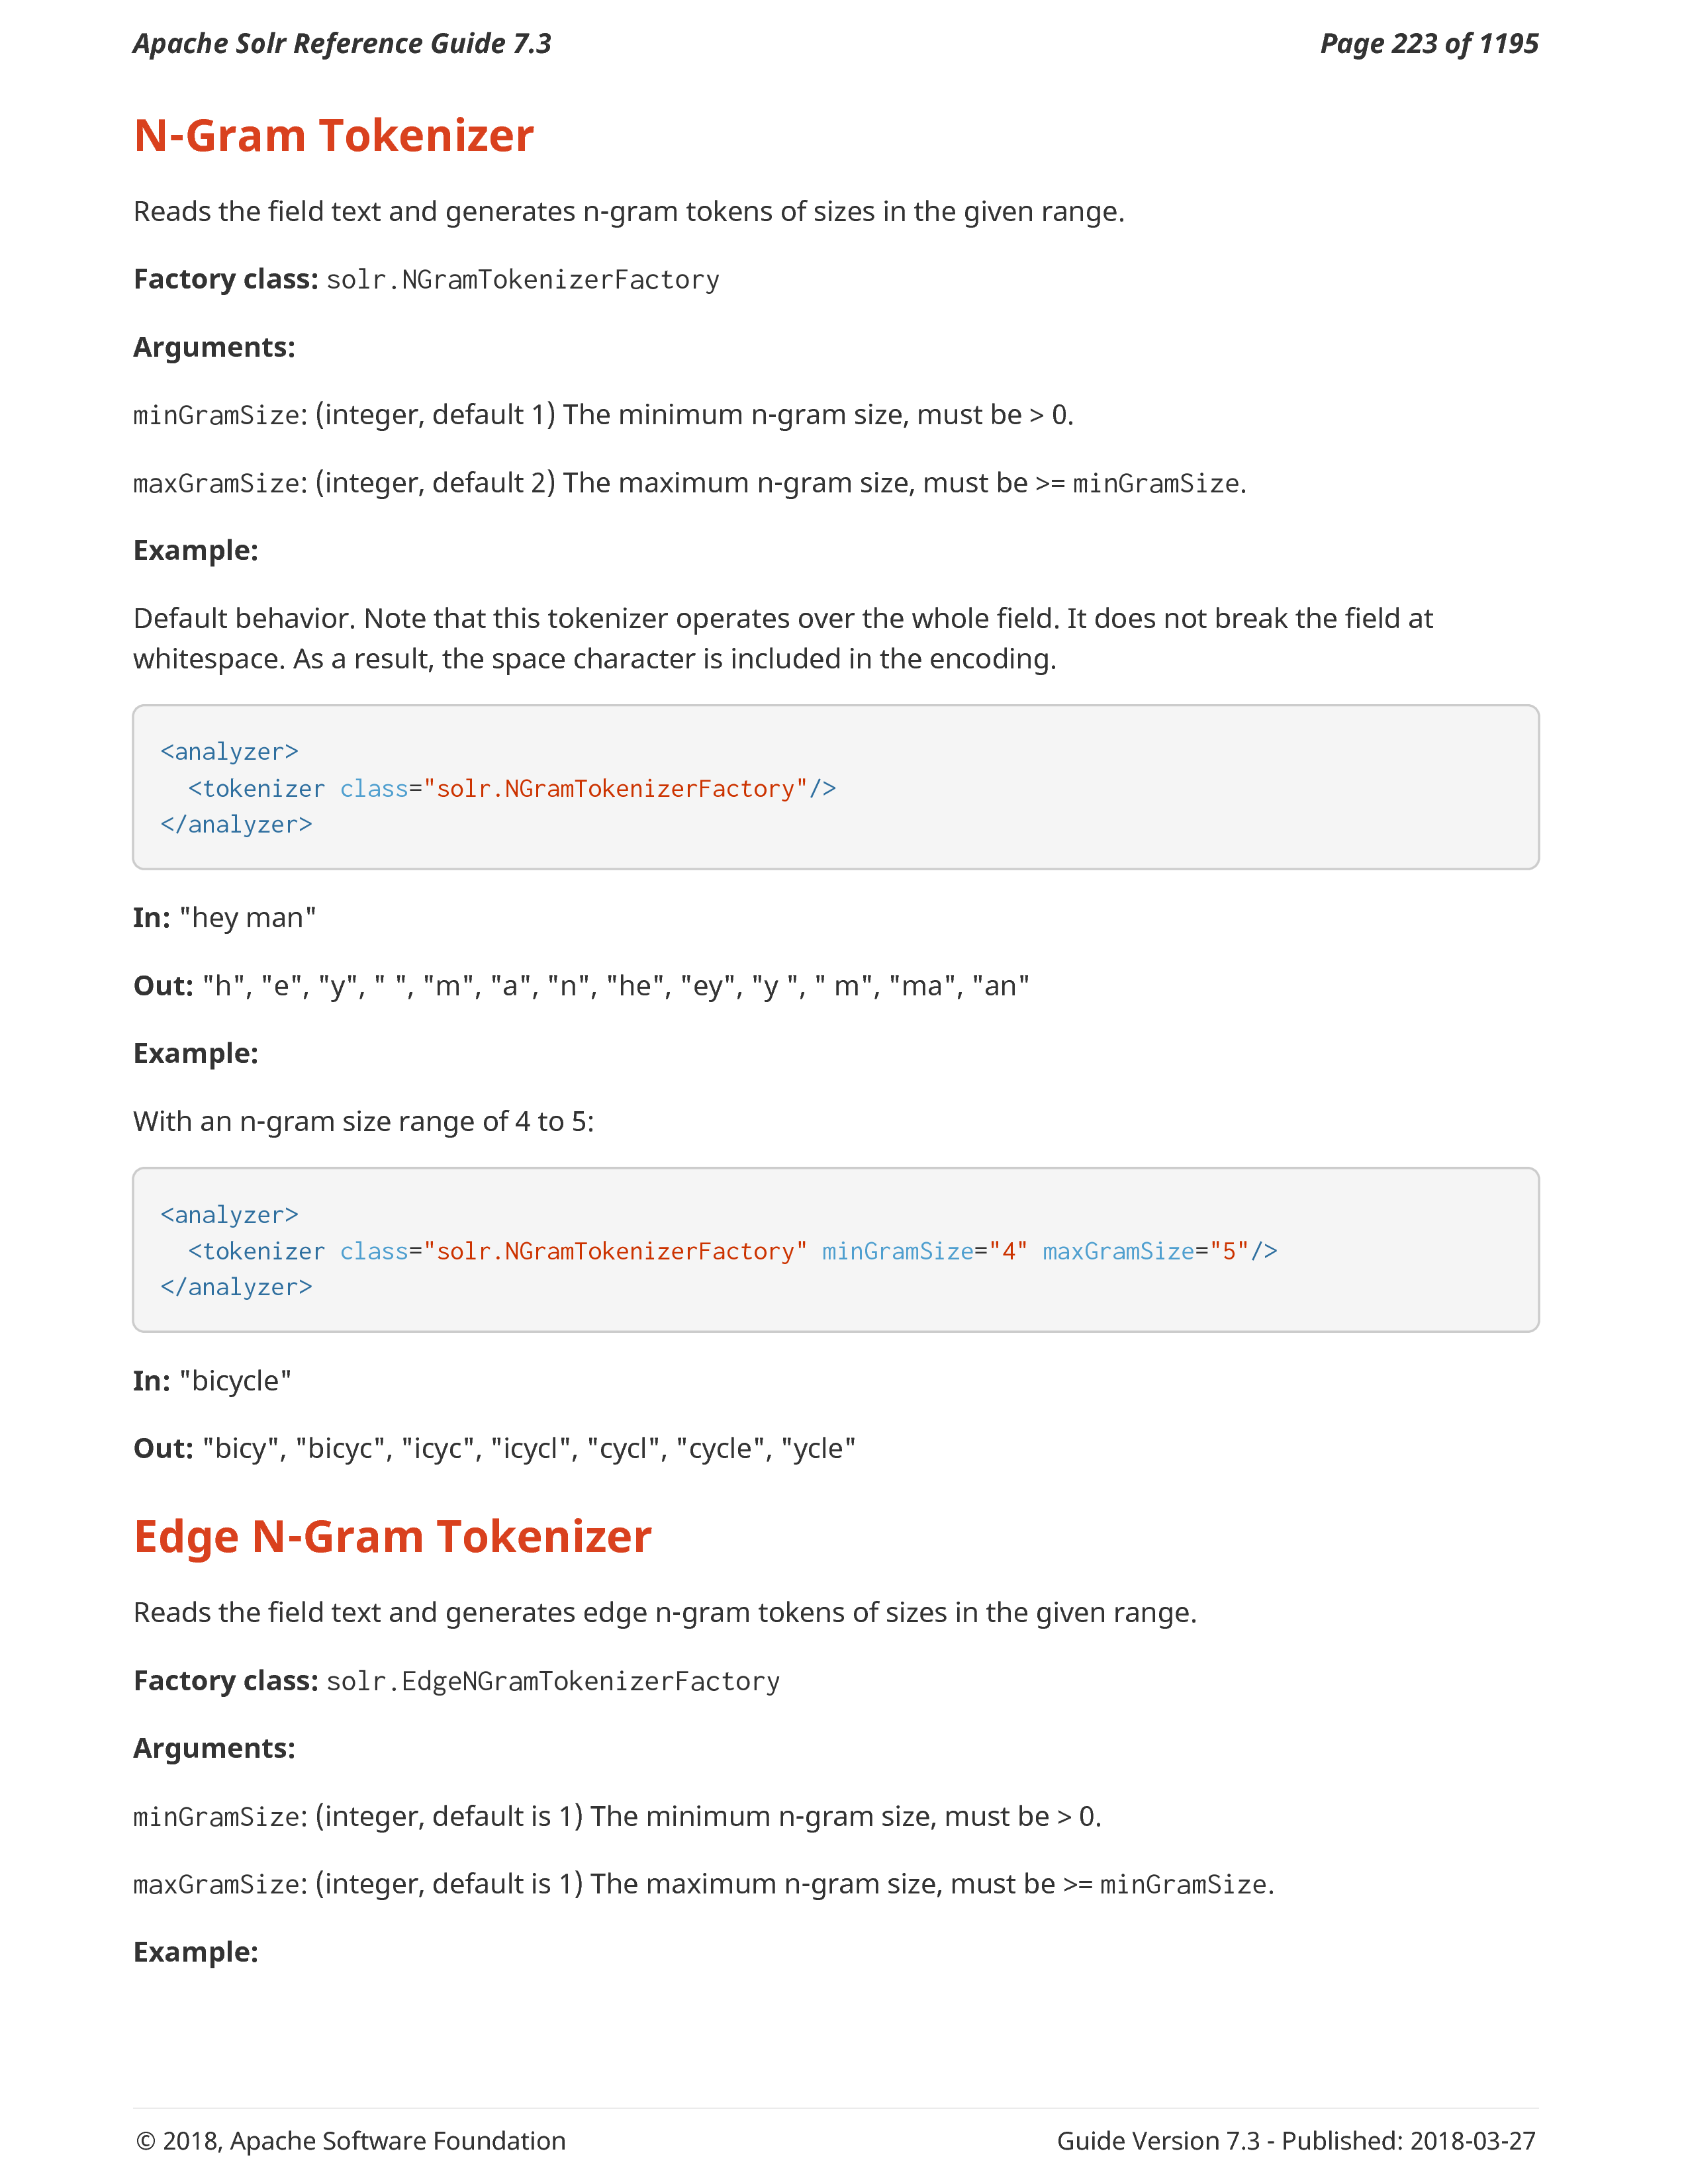 Apache Solr Reference Guide 7.3
Page 223 of 1195
N-Gram Tokenizer
Reads the field text and generates n-gram tokens of sizes in the given range.
Factory class: solr.NGramTokenizerFactory
Arguments:
minGramSize: (integer, default 1) The minimum n-gram size, must be > 0.
maxGramSize: (integer, default 2) The maximum n-gram size, must be >= minGramSize.
Example:
Default behavior. Note that this tokenizer operates over the whole field. It does not break the field at
whitespace. As a result, the space character is included in the encoding.
<analyzer>
  <tokenizer class="solr.NGramTokenizerFactory"/>
</analyzer>
In: "hey man"
Out: "h", "e", "y", " ", "m", "a", "n", "he", "ey", "y ", " m", "ma", "an"
Example:
With an n-gram size range of 4 to 5:
<analyzer>
  <tokenizer class="solr.NGramTokenizerFactory" minGramSize="4" maxGramSize="5"/>
</analyzer>
In: "bicycle"
Out: "bicy", "bicyc", "icyc", "icycl", "cycl", "cycle", "ycle"
Edge N-Gram Tokenizer
Reads the field text and generates edge n-gram tokens of sizes in the given range.
Factory class: solr.EdgeNGramTokenizerFactory
Arguments:
minGramSize: (integer, default is 1) The minimum n-gram size, must be > 0.
maxGramSize: (integer, default is 1) The maximum n-gram size, must be >= minGramSize.
Example:
© 2018, Apache Software Foundation
Guide Version 7.3 - Published: 2018-03-27